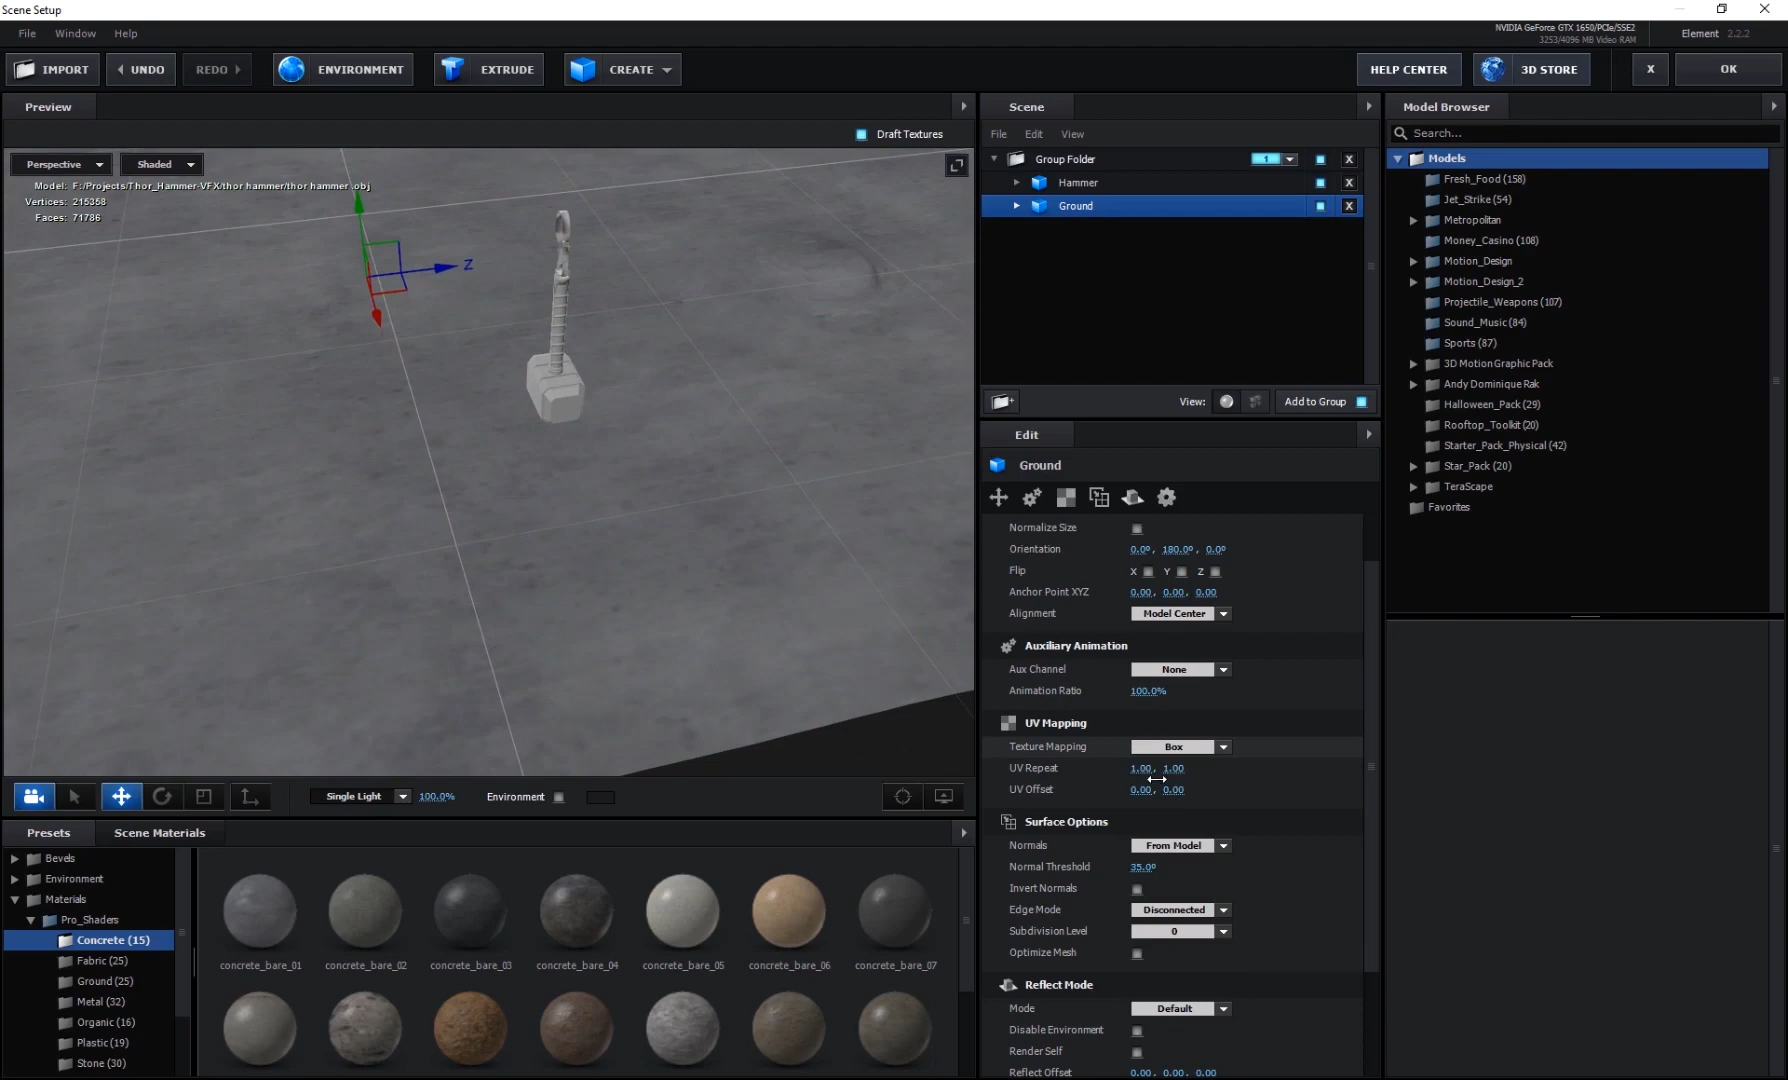 Scene Setup
File Window Help
NVIDIA GeForce GTX 1650/PCIe/SSE2
3253/4096 MB Video RAM
Element 2.2.2
IMPORT UNDO REDO ENVIRONMENT EXTRUDE CREATE HELP CENTER 3D STORE X OK
Preview
Draft Textures
Perspective Shaded
Model: F:/Projects/Thor_Hammer-VFX/thor hammer/thor hammer .obj
Vertices: 215358
Faces: 71786
Z
Single Light 100.0% Environment
Presets Scene Materials
Bevels
Environment
Materials
Pro_Shaders
Concrete (15)
Fabric (25)
Ground (25)
Metal (32)
Organic (16)
Plastic (19)
Stone (30)
concrete_bare_01 concrete_bare_02 concrete_bare_03 concrete_bare_04 concrete_bare_05 concrete_bare_06 concrete_bare_07
Scene
File Edit View
Group Folder 1 X
Hammer X
Ground X
View: Add to Group
Edit
Ground
Normalize Size
Orientation 0.0º, 180.0º, 0.0º
Flip X Y Z
Anchor Point XYZ 0.00, 0.00, 0.00
Alignment Model Center
Auxiliary Animation
Aux Channel None
Animation Ratio 100.0%
UV Mapping
Texture Mapping Box
UV Repeat 1.00, 1.00
UV Offset 0.00, 0.00
Surface Options
Normals From Model
Normal Threshold 35.0º
Invert Normals
Edge Mode Disconnected
Subdivision Level 0
Optimize Mesh
Reflect Mode
Mode Default
Disable Environment
Render Self
Reflect Offset 0.00, 0.00, 0.00
Model Browser
Search...
Models
Fresh_Food (158)
Jet_Strike (54)
Metropolitan
Money_Casino (108)
Motion_Design
Motion_Design_2
Projectile_Weapons (107)
Sound_Music (84)
Sports (87)
3D MotionGraphic Pack
Andy Dominique Rak
Halloween_Pack (29)
Rooftop_Toolkit (20)
Starter_Pack_Physical (42)
Star_Pack (20)
TeraScape
Favorites